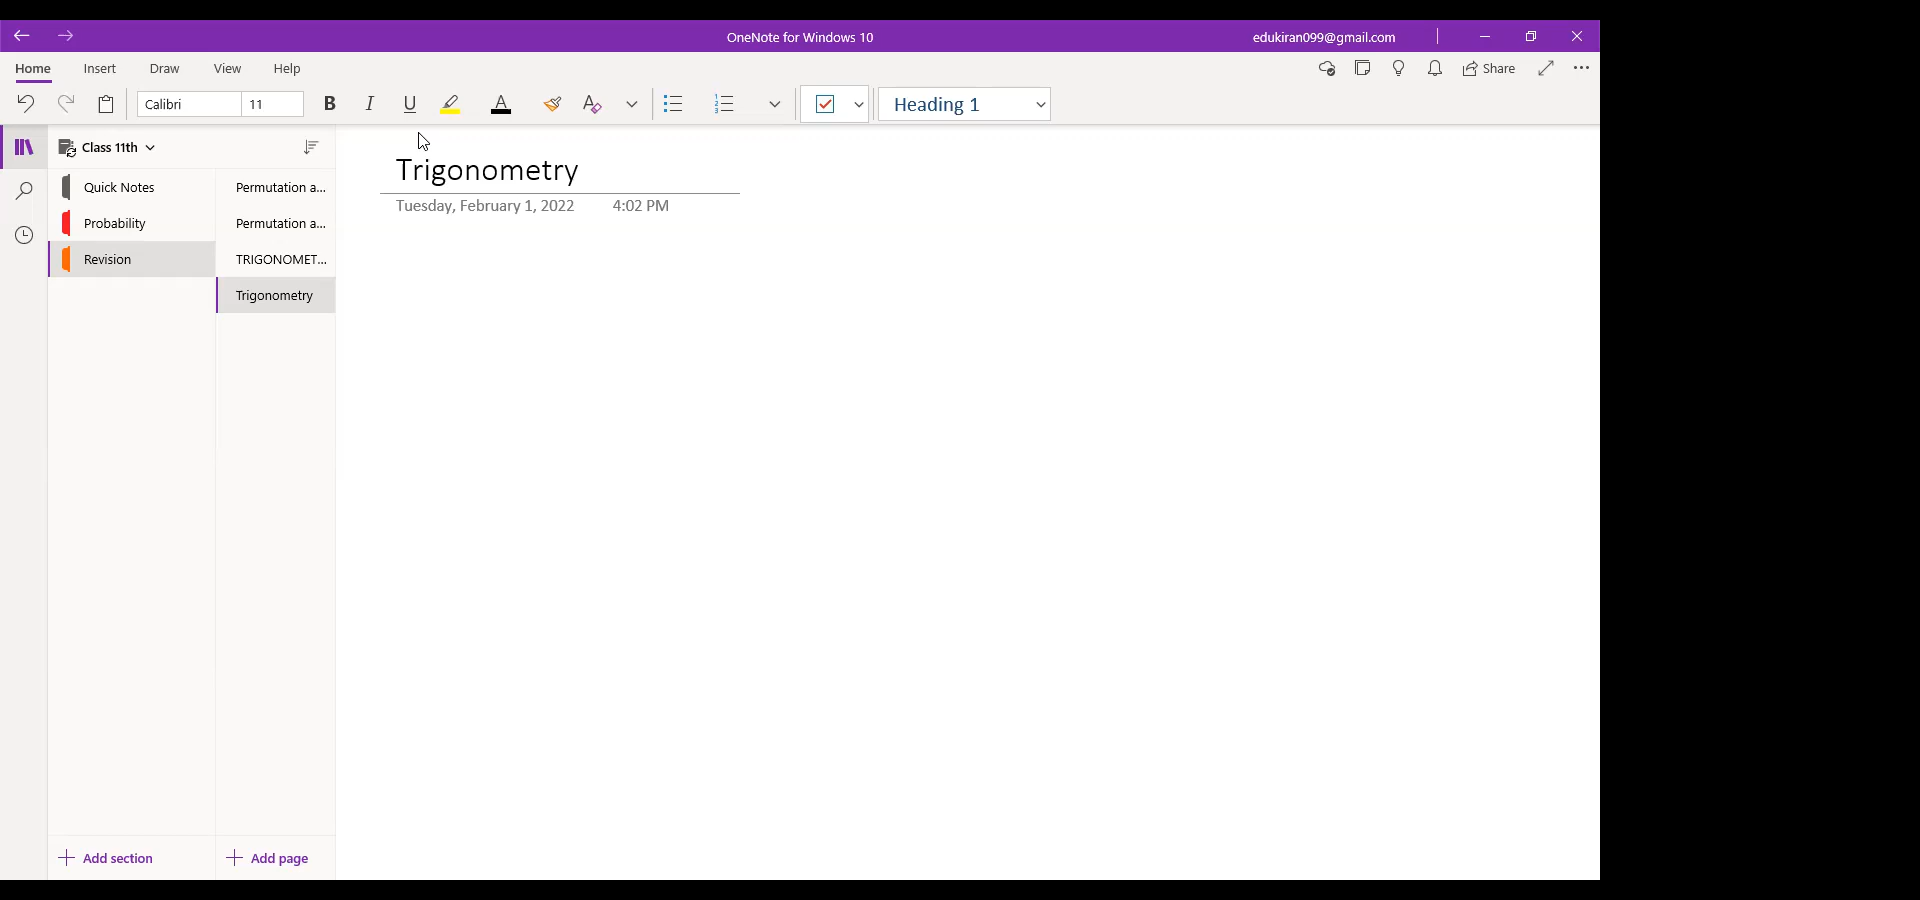 OneNote for Windows 10
edukiran099@gmail.com
Home Insert Draw View Help
Share
Calibri 11 B I U A A Heading 1
Class 11th
Trigonometry
Tuesday, February 1, 2022 4:02 PM
Quick Notes
Probability
Revision
Permutation a...
Permutation a...
TRIGONOMET...
Trigonometry
Add section
Add page